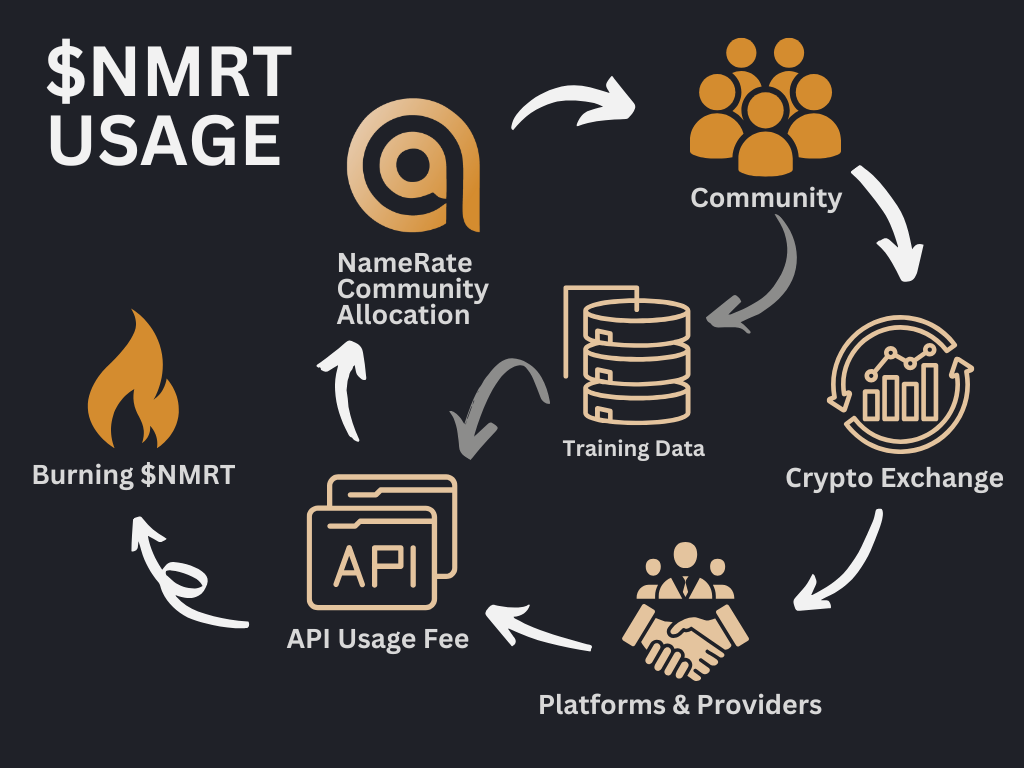 $NMRT
USAGE
Community
NameRate
Community
Allocation
Training Data
Burning $NMRT
Crypto Exchange
API
API Usage Fee
Platforms & Providers